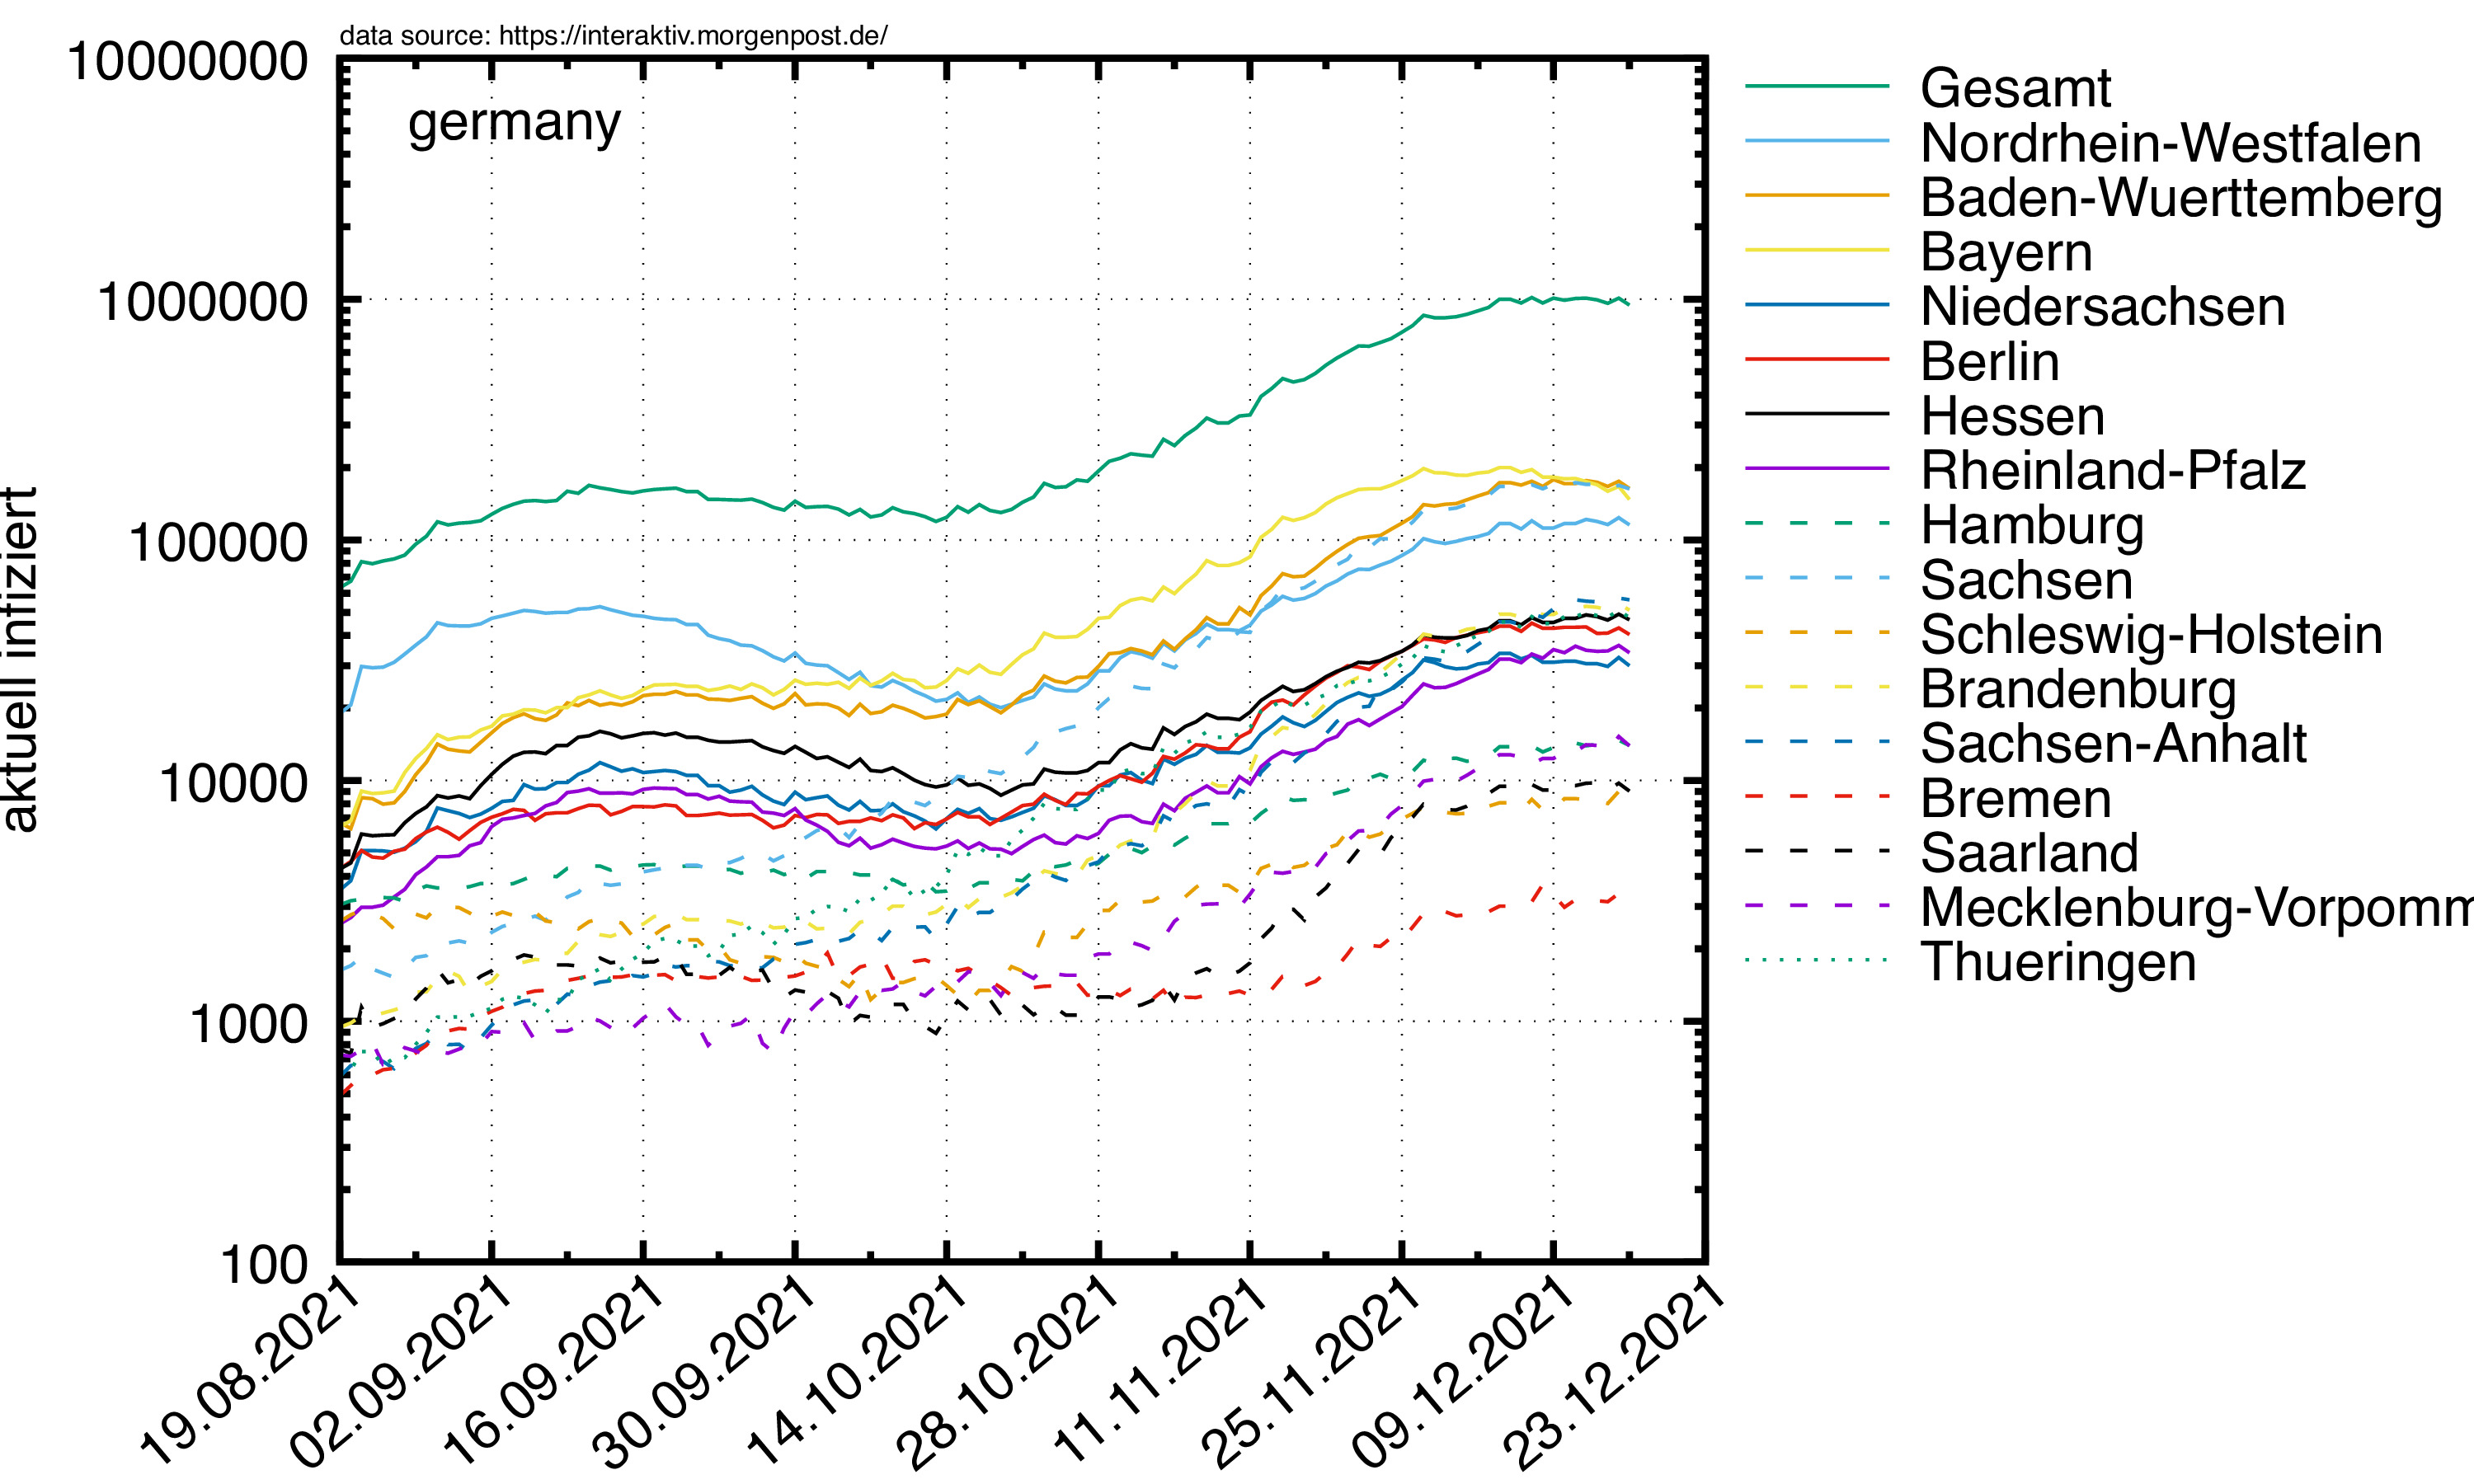 data source: https://interaktiv.morgenpost.de/
germany
aktuell infiziert
10000000
1000000
100000
10000
1000
100
19.08.2021
02.09.2021
16.09.2021
30.09.2021
14.10.2021
28.10.2021
11.11.2021
25.11.2021
09.12.2021
23.12.2021
Gesamt
Nordrhein-Westfalen
Baden-Wuerttemberg
Bayern
Niedersachsen
Berlin
Hessen
Rheinland-Pfalz
Hamburg
Sachsen
Schleswig-Holstein
Brandenburg
Sachsen-Anhalt
Bremen
Saarland
Mecklenburg-Vorpomm
Thueringen